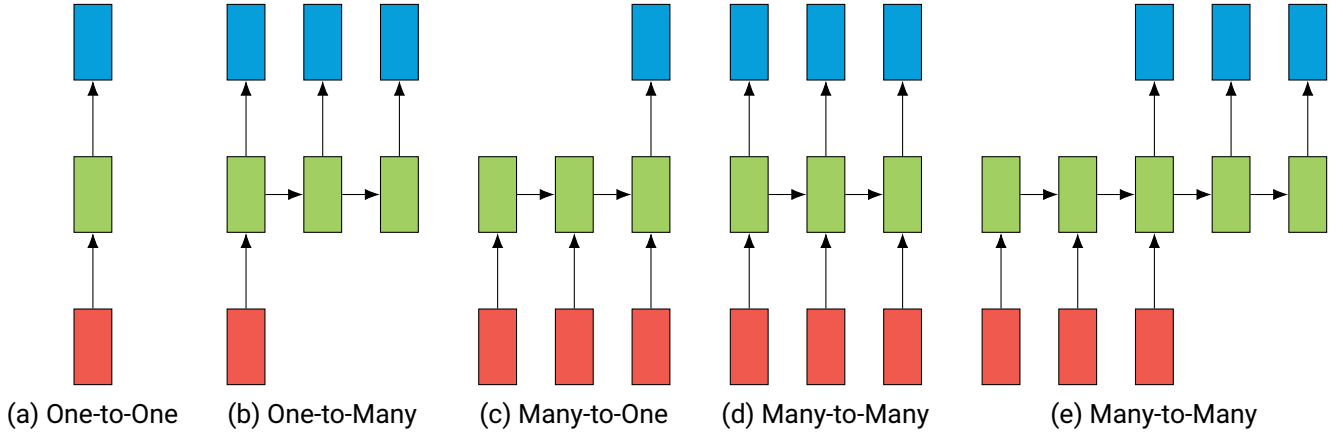 (a) One-to-One
(b) One-to-Many
(c) Many-to-One
(d) Many-to-Many
(e) Many-to-Many